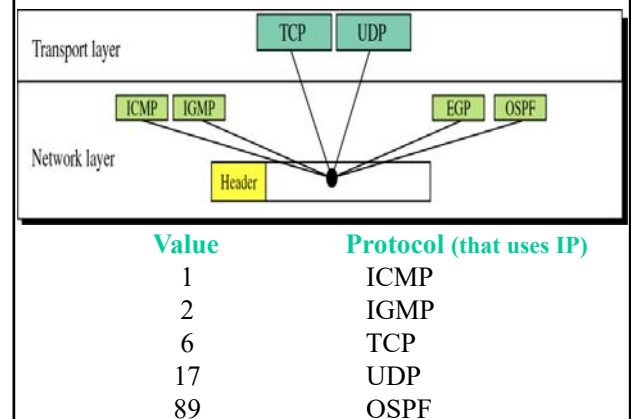 TCP UDP
Transport layer
ICMP IGMP EGP OSPF
Network layer
Header
Value Protocol (that uses IP)
1 ICMP
2 IGMP
6 TCP
17 UDP
89 OSPF